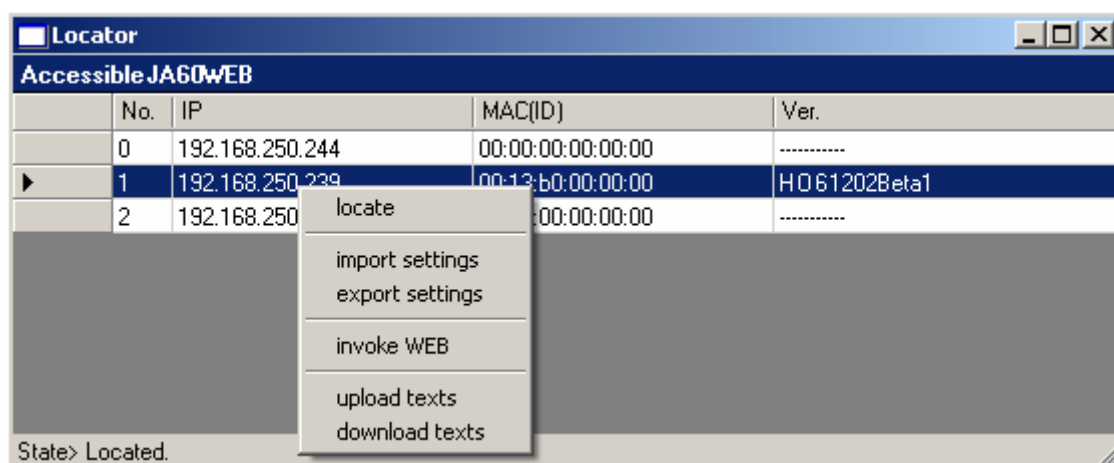 Locator
Accessible JA60WEB
No. IP MAC(ID) Ver.
0 192.168.250.244 00:00:00:00:00:00 -----------
1 192.168.250.239 00:13:b0:00:00:00 HO61202Beta1
2 192.168.250 :00:00:00:00 -----------
locate
import settings
export settings
invoke WEB
upload texts
download texts
State> Located.